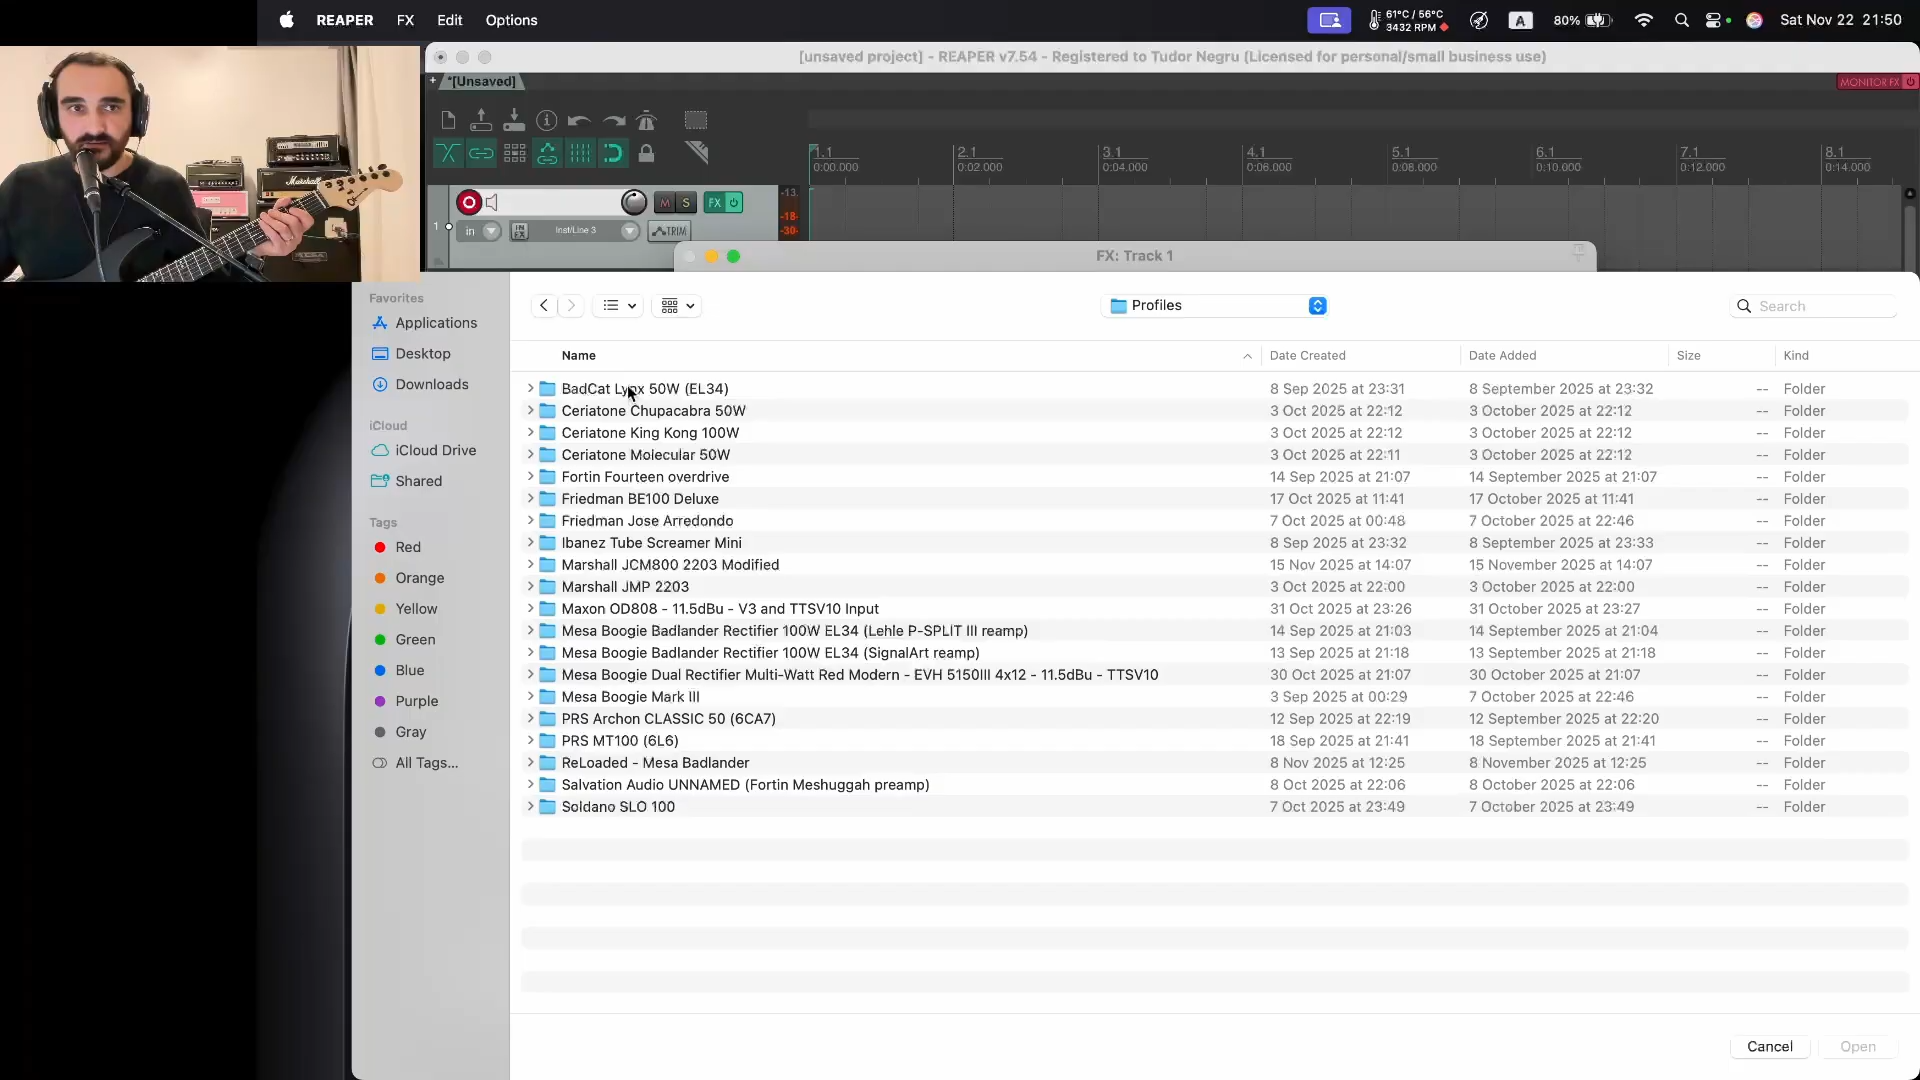 REAPER FX Edit Options
61°C / 56°C
3432 RPM
A
80%
Sat Nov 22 21:50
[unsaved project] - REAPER v7.54 - Registered to Tudor Negru (Licensed for personal/small business use)
+ *[Unsaved]
MONITOR FX
1.1 2.1 3.1 4.1 5.1 6.1 7.1 8.1
0:00.000 0:02.000 0:04.000 0:06.000 0:08.000 0:10.000 0:12.000 0:14.000
M S FX -13-
-18-
1 in IN FX Inst/Line 3 TRIM -30-
Marshall
FX: Track 1
Favorites
Applications
Desktop
Downloads
iCloud
iCloud Drive
Shared
Tags
Red
Orange
Yellow
Green
Blue
Purple
Gray
All Tags...
Profiles
Search
Name Date Created Date Added Size Kind
BadCat Lynx 50W (EL34) 8 Sep 2025 at 23:31 8 September 2025 at 23:32 -- Folder
Ceriatone Chupacabra 50W 3 Oct 2025 at 22:12 3 October 2025 at 22:12 -- Folder
Ceriatone King Kong 100W 3 Oct 2025 at 22:12 3 October 2025 at 22:12 -- Folder
Ceriatone Molecular 50W 3 Oct 2025 at 22:11 3 October 2025 at 22:12 -- Folder
Fortin Fourteen overdrive 14 Sep 2025 at 21:07 14 September 2025 at 21:07 -- Folder
Friedman BE100 Deluxe 17 Oct 2025 at 11:41 17 October 2025 at 11:41 -- Folder
Friedman Jose Arredondo 7 Oct 2025 at 00:48 7 October 2025 at 22:46 -- Folder
Ibanez Tube Screamer Mini 8 Sep 2025 at 23:32 8 September 2025 at 23:33 -- Folder
Marshall JCM800 2203 Modified 15 Nov 2025 at 14:07 15 November 2025 at 14:07 -- Folder
Marshall JMP 2203 3 Oct 2025 at 22:00 3 October 2025 at 22:00 -- Folder
Maxon OD808 - 11.5dBu - V3 and TTSV10 Input 31 Oct 2025 at 23:26 31 October 2025 at 23:27 -- Folder
Mesa Boogie Badlander Rectifier 100W EL34 (Lehle P-SPLIT III reamp) 14 Sep 2025 at 21:03 14 September 2025 at 21:04 -- Folder
Mesa Boogie Badlander Rectifier 100W EL34 (SignalArt reamp) 13 Sep 2025 at 21:18 13 September 2025 at 21:18 -- Folder
Mesa Boogie Dual Rectifier Multi-Watt Red Modern - EVH 5150III 4x12 - 11.5dBu - TTSV10 30 Oct 2025 at 21:07 30 October 2025 at 21:07 -- Folder
Mesa Boogie Mark III 3 Sep 2025 at 00:29 7 October 2025 at 22:46 -- Folder
PRS Archon CLASSIC 50 (6CA7) 12 Sep 2025 at 22:19 12 September 2025 at 22:20 -- Folder
PRS MT100 (6L6) 18 Sep 2025 at 21:41 18 September 2025 at 21:41 -- Folder
ReLoaded - Mesa Badlander 8 Nov 2025 at 12:25 8 November 2025 at 12:25 -- Folder
Salvation Audio UNNAMED (Fortin Meshuggah preamp) 8 Oct 2025 at 22:06 8 October 2025 at 22:06 -- Folder
Soldano SLO 100 7 Oct 2025 at 23:49 7 October 2025 at 23:49 -- Folder
Cancel Open